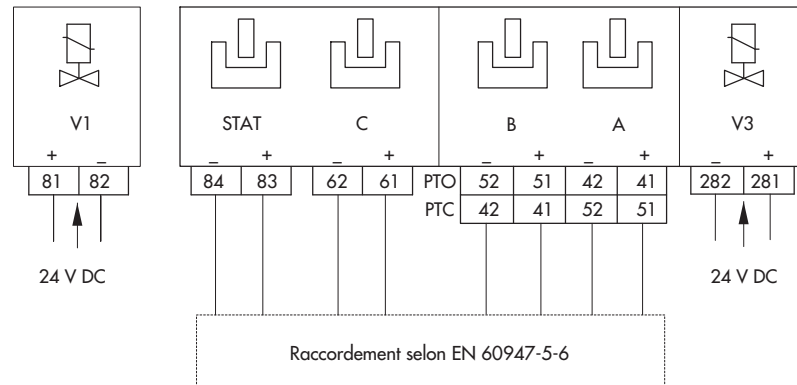 V1 STAT C B A V3
+ – – + – + – + – + – +
81 82 84 83 62 61 PTO 52 51 42 41 282 281
PTC 42 41 52 51
24 V DC 24 V DC
Raccordement selon EN 60947-5-6